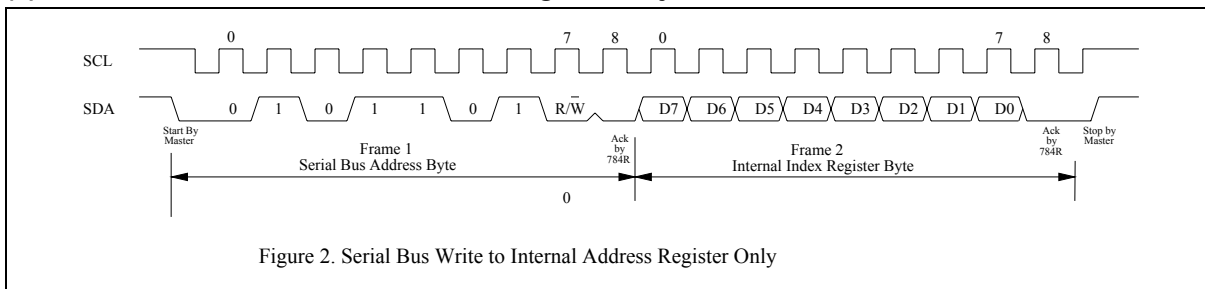 0 7 8 0 7 8
SCL
SDA 0 1 0 1 1 0 1 R/W D7 D6 D5 D4 D3 D2 D1 D0
Start By
Master
Ack
by
784R
Ack
by
784R
Stop by
Master
Frame 1
Serial Bus Address Byte
Frame 2
Internal Index Register Byte
0
Figure 2. Serial Bus Write to Internal Address Register Only